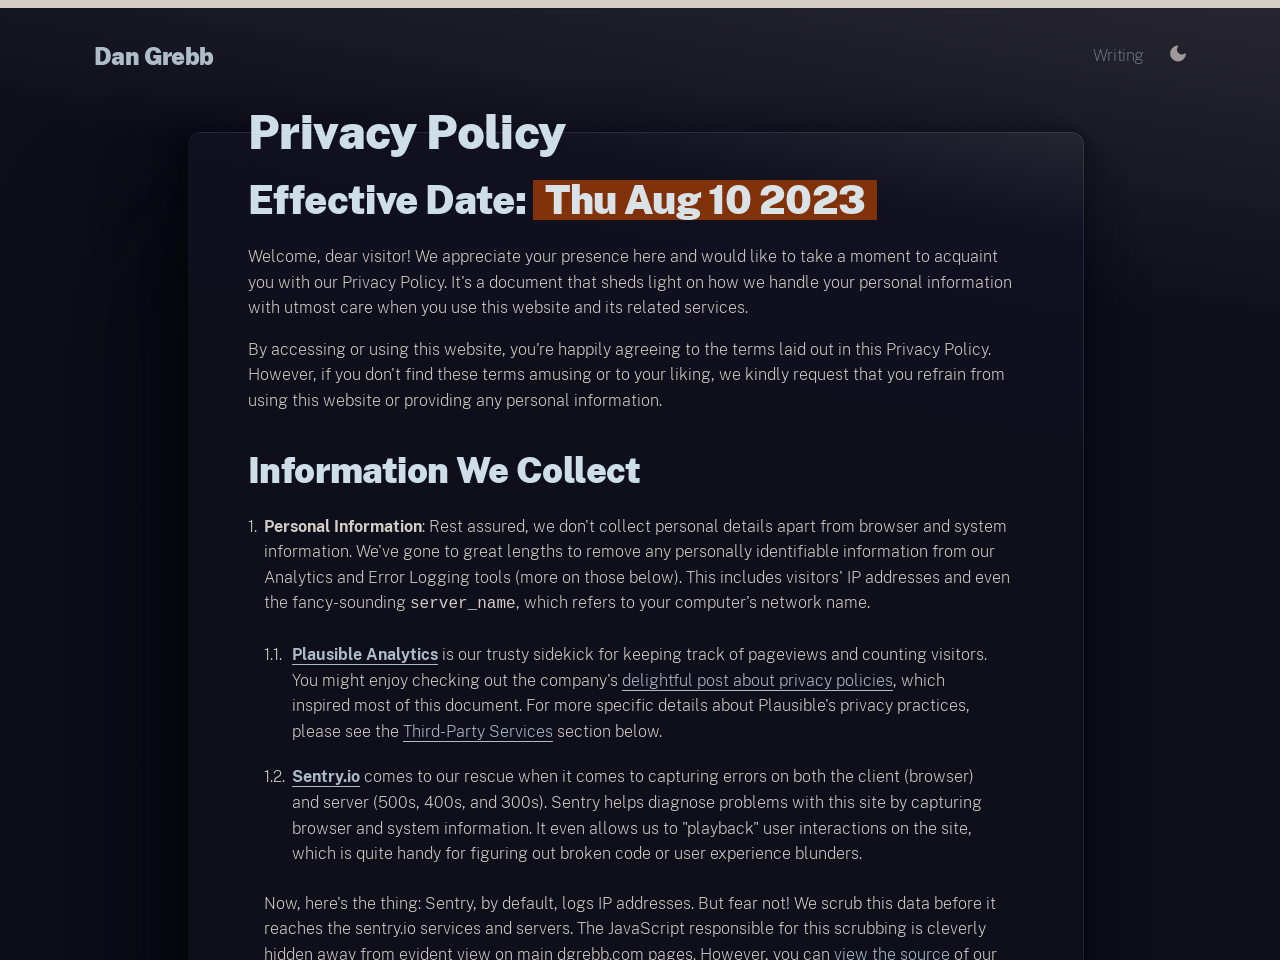 Dan Grebb
Writing
Privacy Policy
Effective Date: Thu Aug 10 2023
Welcome, dear visitor! We appreciate your presence here and would like to take a moment to acquaint
you with our Privacy Policy. It's a document that sheds light on how we handle your personal information
with utmost care when you use this website and its related services.
By accessing or using this website, you're happily agreeing to the terms laid out in this Privacy Policy.
However, if you don't find these terms amusing or to your liking, we kindly request that you refrain from
using this website or providing any personal information.
Information We Collect
1. Personal Information: Rest assured, we don't collect personal details apart from browser and system
information. We've gone to great lengths to remove any personally identifiable information from our
Analytics and Error Logging tools (more on those below). This includes visitors' IP addresses and even
the fancy-sounding server_name, which refers to your computer's network name.
1.1. Plausible Analytics is our trusty sidekick for keeping track of pageviews and counting visitors.
You might enjoy checking out the company's delightful post about privacy policies, which
inspired most of this document. For more specific details about Plausible's privacy practices,
please see the Third-Party Services section below.
1.2. Sentry.io comes to our rescue when it comes to capturing errors on both the client (browser)
and server (500s, 400s, and 300s). Sentry helps diagnose problems with this site by capturing
browser and system information. It even allows us to "playback" user interactions on the site,
which is quite handy for figuring out broken code or user experience blunders.
Now, here's the thing: Sentry, by default, logs IP addresses. But fear not! We scrub this data before it
reaches the sentry.io services and servers. The JavaScript responsible for this scrubbing is cleverly
hidden away from evident view on main dgrebb.com pages. However, you can view the source of our